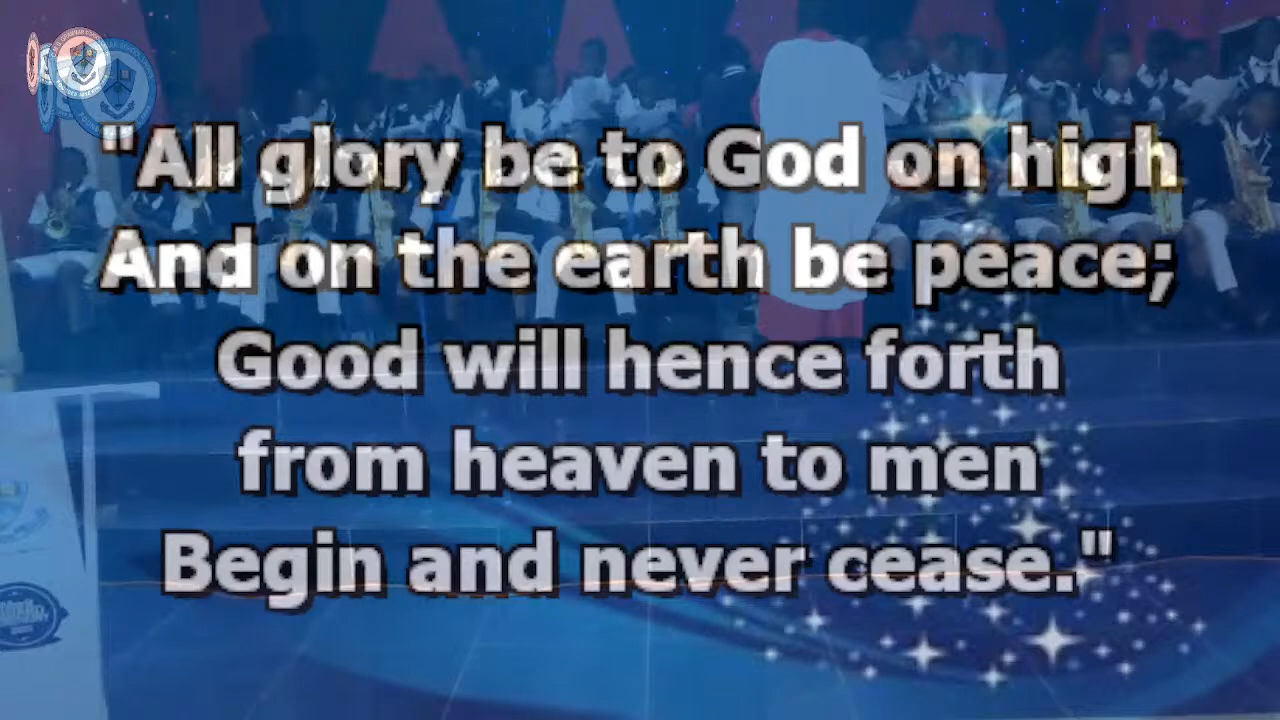 "All glory be to God on high
And on the earth be peace;
Good will hence forth
from heaven to men
Begin and never cease."